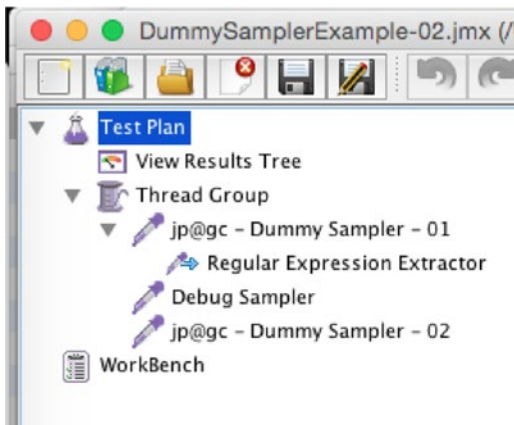 DummySamplerExample-02.jmx (/
Test Plan
View Results Tree
Thread Group
jp@gc - Dummy Sampler - 01
Regular Expression Extractor
Debug Sampler
jp@gc - Dummy Sampler - 02
WorkBench